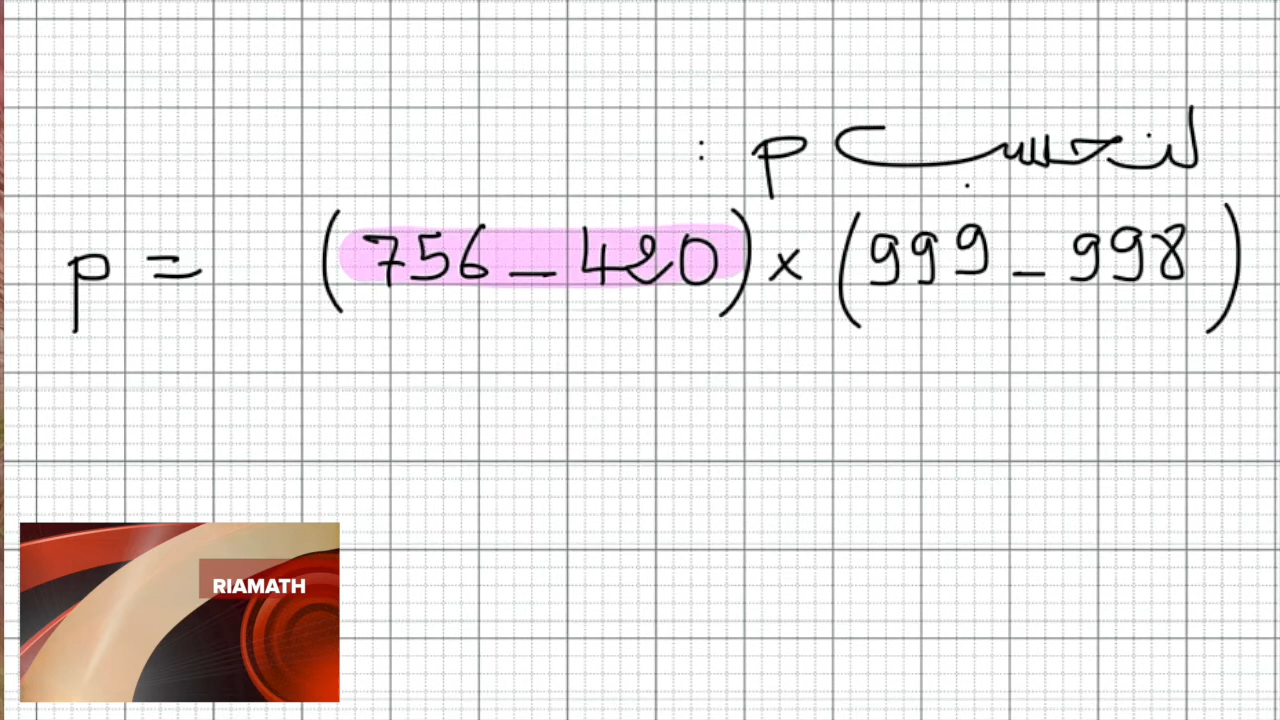 لنحسب p :
p = (756 - 420) × (999 - 998)
RIAMATH